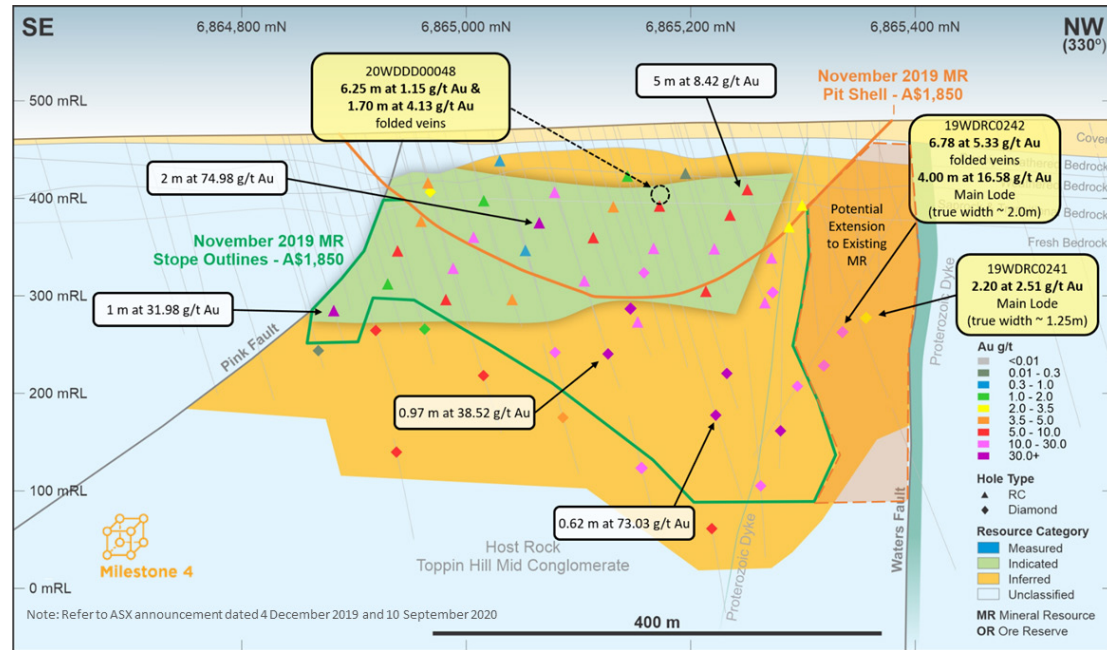 SE
6,864,800 mN
6,865,000 mN
6,865,200 mN
6,865,400 mN
NW
(330°)
20WDDD00048
6.25 m at 1.15 g/t Au &
1.70 m at 4.13 g/t Au
folded veins
5 m at 8.42 g/t Au
November 2019 MR
Pit Shell - A$1,850
19WDRC0242
6.78 at 5.33 g/t Au
folded veins
4.00 m at 16.58 g/t Au
Main Lode
(true width ~ 2.0m)
500 mRL
Cover
Bedrock
2 m at 74.98 g/t Au
400 mRL
Bedrock
Bedrock
Fresh Bedrock
November 2019 MR
Stope Outlines - A$1,850
Potential
Extension
to Existing
MR
19WDRC0241
2.20 at 2.51 g/t Au
Main Lode
(true width ~ 1.25m)
1 m at 31.98 g/t Au
300 mRL
Pink Fault
Proterozoic Dyke
200 mRL
0.97 m at 38.52 g/t Au
100 mRL
0.62 m at 73.03 g/t Au
Host Rock
Toppin Hill Mid Conglomerate
Proterozoic Dyke
Waters Fault
Milestone 4
0 mRL
Note: Refer to ASX announcement dated 4 December 2019 and 10 September 2020
400 m
Au g/t
<0.01
0.01 - 0.3
0.3 - 1.0
1.0 - 2.0
2.0 - 3.5
3.5 - 5.0
5.0 - 10.0
10.0 - 30.0
30.0+
Hole Type
RC
Diamond
Resource Category
Measured
Indicated
Inferred
Unclassified
MR Mineral Resource
OR Ore Reserve